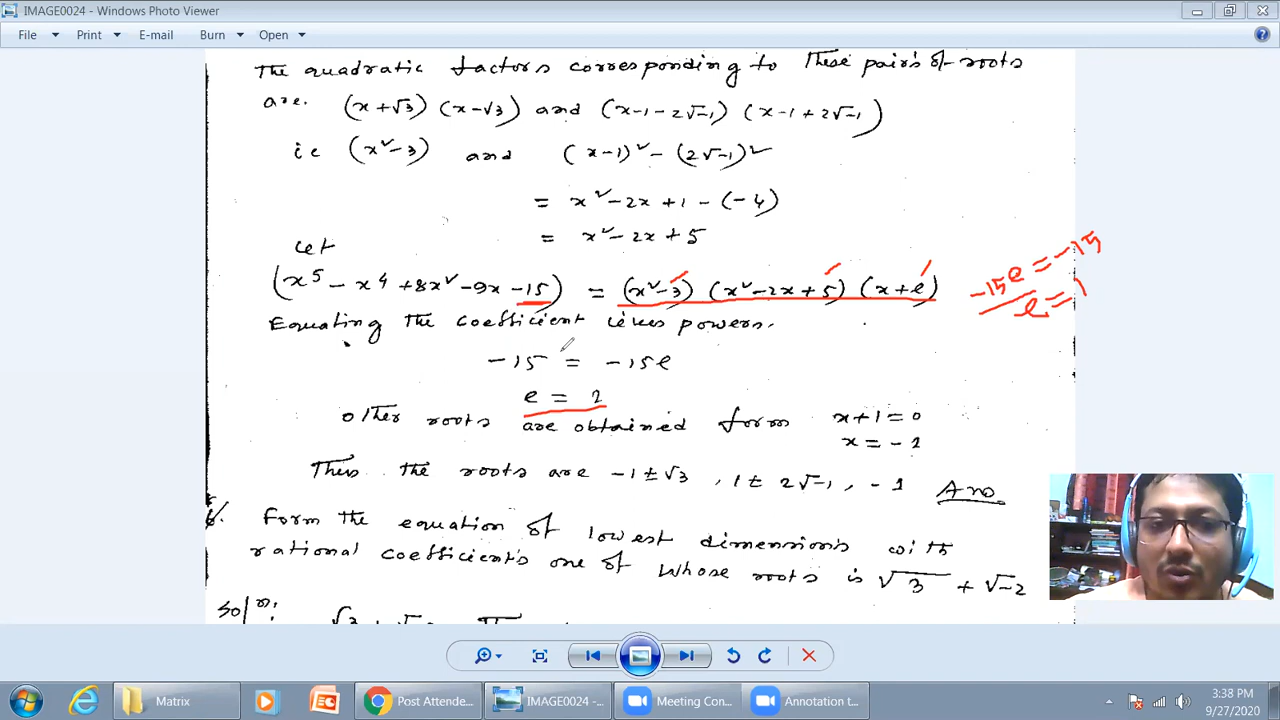 IMAGE0024 - Windows Photo Viewer
File Print E-mail Burn Open
The quadratic factors corresponding to these pairs of roots
are. (x+√3) (x-√3) and (x-1-2√-1) (x-1+2√-1)
ie (x²-3) and (x-1)² - (2√-1)²
= x² - 2x + 1 - (-4)
= x² - 2x + 5
Let
(x⁵ - x⁴ + 8x² - 9x - 15) = (x²-3) (x²-2x+5) (x+e)
-15e = -15
e = 1
Equating the coefficient powers.
-15 = -15e
e = 1
Other roots are obtained form x+1=0
x = -1
Thus the roots are -1±√3, 1±2√-1, -1 Ans
6. Form the equation of lowest dimensions with
rational coefficient's one of whose roots is √3 + √-2
Solⁿ:
Matrix
Post Attende...
IMAGE0024 -...
Meeting Con...
Annotation t...
3:38 PM
9/27/2020